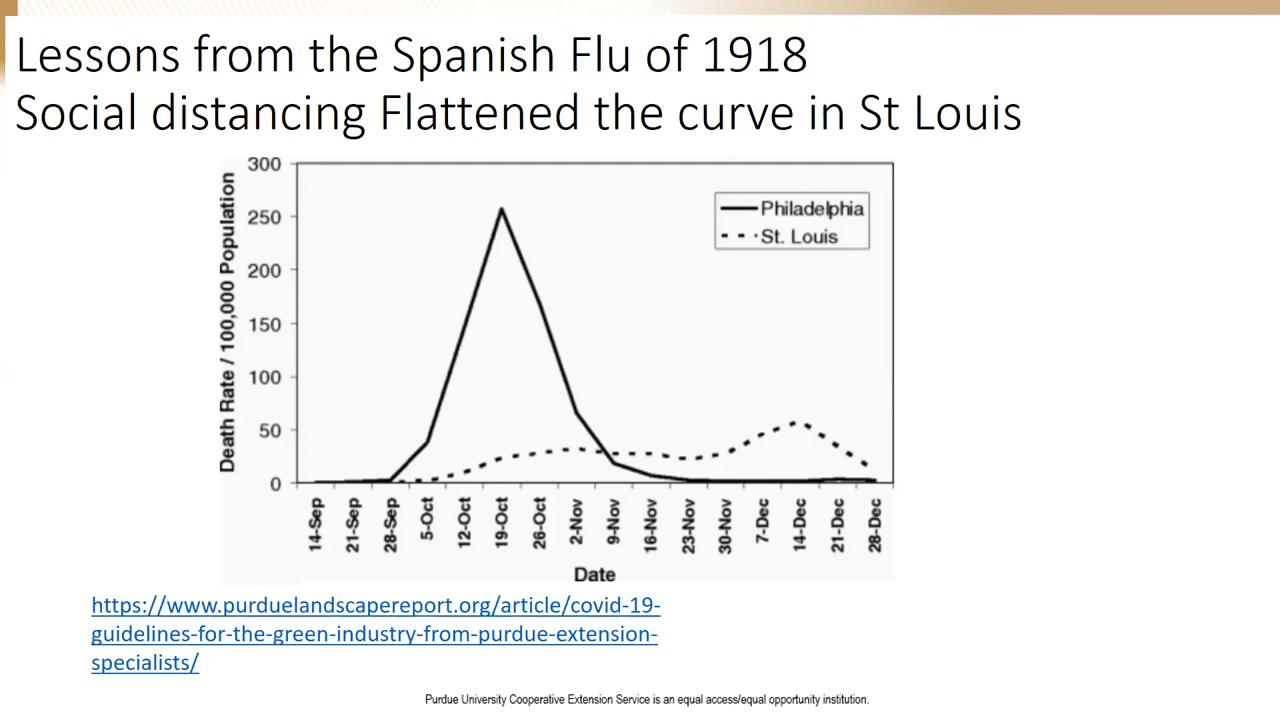 Lessons from the Spanish Flu of 1918
Social distancing Flattened the curve in St Louis
Death Rate / 100,000 Population
300
250
200
150
100
50
0
Philadelphia
St. Louis
14-Sep
21-Sep
28-Sep
5-Oct
12-Oct
19-Oct
26-Oct
2-Nov
9-Nov
16-Nov
23-Nov
30-Nov
7-Dec
14-Dec
21-Dec
28-Dec
Date
https://www.purduelandscapereport.org/article/covid-19-
guidelines-for-the-green-industry-from-purdue-extension-
specialists/
Purdue University Cooperative Extension Service is an equal access/equal opportunity institution.